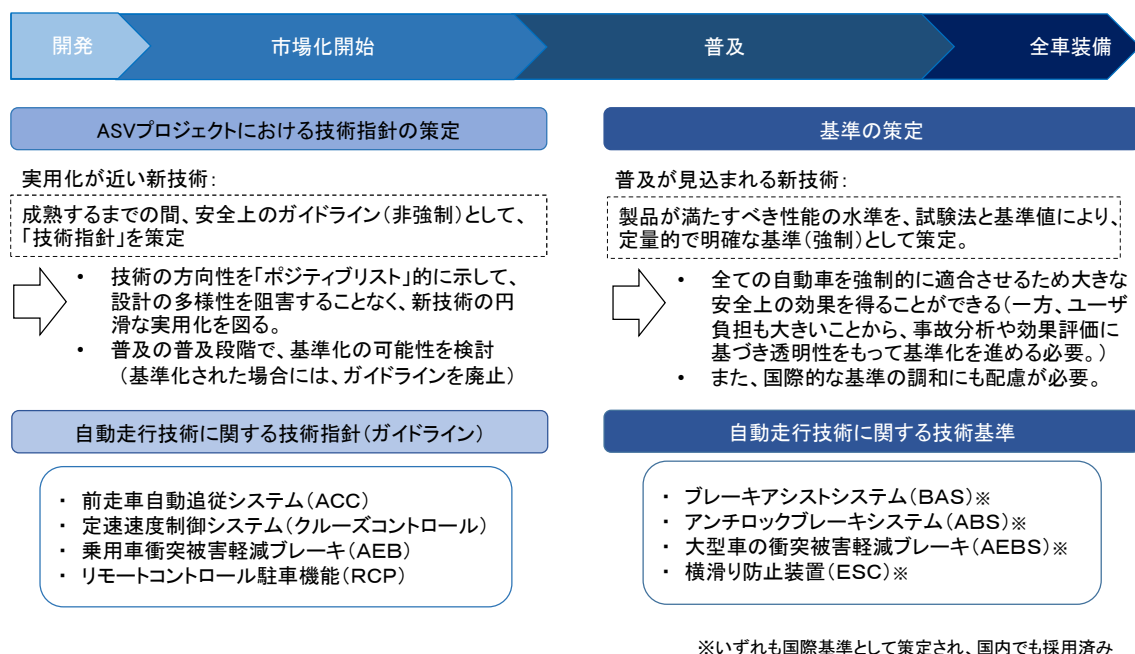 開発
市場化開始
普及
全車装備
ASVプロジェクトにおける技術指針の策定
実用化が近い新技術：
成熟するまでの間、安全上のガイドライン（非強制）として、
「技術指針」を策定
• 技術の方向性を「ポジティブリスト」的に示して、
設計の多様性を阻害することなく、新技術の円
滑な実用化を図る。
• 普及の普及段階で、基準化の可能性を検討
（基準化された場合には、ガイドラインを廃止）
自動走行技術に関する技術指針（ガイドライン）
・ 前走車自動追従システム（ACC）
・ 定速速度制御システム（クルーズコントロール）
・ 乗用車衝突被害軽減ブレーキ（AEB）
・ リモートコントロール駐車機能（RCP）
基準の策定
普及が見込まれる新技術：
製品が満たすべき性能の水準を、試験法と基準値により、
定量的で明確な基準（強制）として策定。
• 全ての自動車を強制的に適合させるため大きな
安全上の効果を得ることができる（一方、ユーザ
負担も大きいことから、事故分析や効果評価に
基づき透明性をもって基準化を進める必要。）
• また、国際的な基準の調和にも配慮が必要。
自動走行技術に関する技術基準
・ ブレーキアシストシステム（BAS）※
・ アンチロックブレーキシステム（ABS）※
・ 大型車の衝突被害軽減ブレーキ（AEBS）※
・ 横滑り防止装置（ESC）※
※いずれも国際基準として策定され、国内でも採用済み